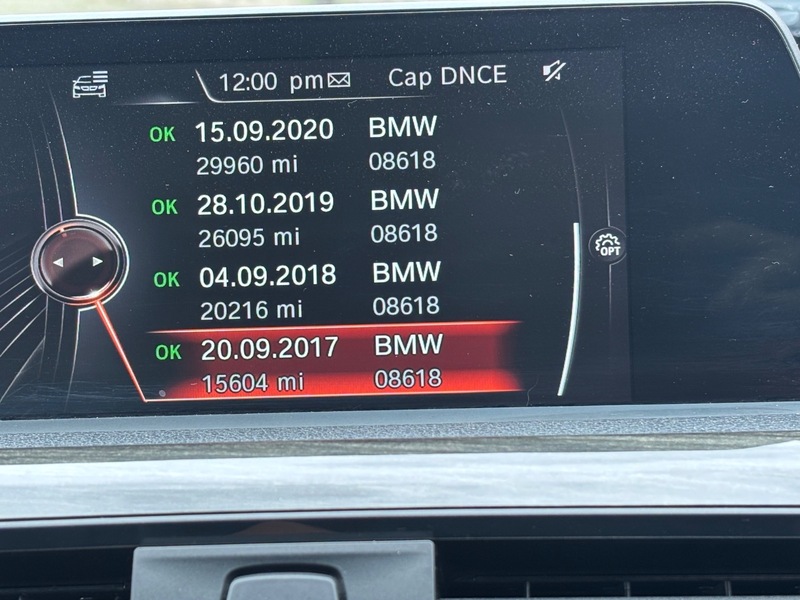 12:00 pm Cap DNCE
OK 15.09.2020 BMW
29960 mi 08618
OK 28.10.2019 BMW
26095 mi 08618
OK 04.09.2018 BMW
20216 mi 08618
OK 20.09.2017 BMW
15604 mi 08618
OPT